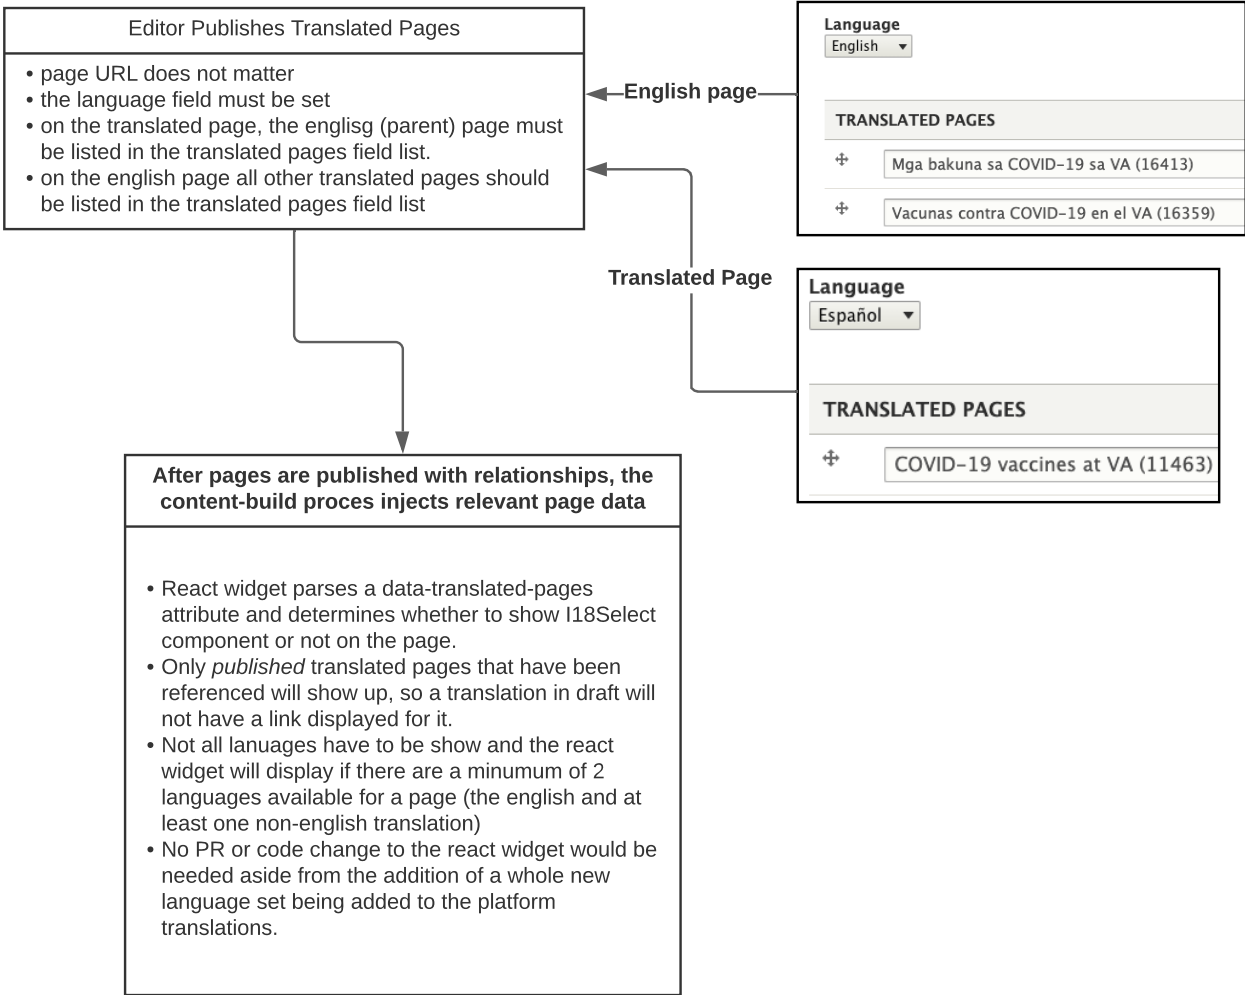 Editor Publishes Translated Pages
• page URL does not matter
• the language field must be set
• on the translated page, the englisg (parent) page must
be listed in the translated pages field list.
• on the english page all other translated pages should
be listed in the translated pages field list
English page
Language
English
TRANSLATED PAGES
Mga bakuna sa COVID-19 sa VA (16413)
Vacunas contra COVID-19 en el VA (16359)
Translated Page
Language
Español
TRANSLATED PAGES
COVID-19 vaccines at VA (11463)
After pages are published with relationships, the
content-build proces injects relevant page data
• React widget parses a data-translated-pages
attribute and determines whether to show I18Select
component or not on the page.
• Only published translated pages that have been
referenced will show up, so a translation in draft will
not have a link displayed for it.
• Not all lanuages have to be show and the react
widget will display if there are a minumum of 2
languages available for a page (the english and at
least one non-english translation)
• No PR or code change to the react widget would be
needed aside from the addition of a whole new
language set being added to the platform
translations.